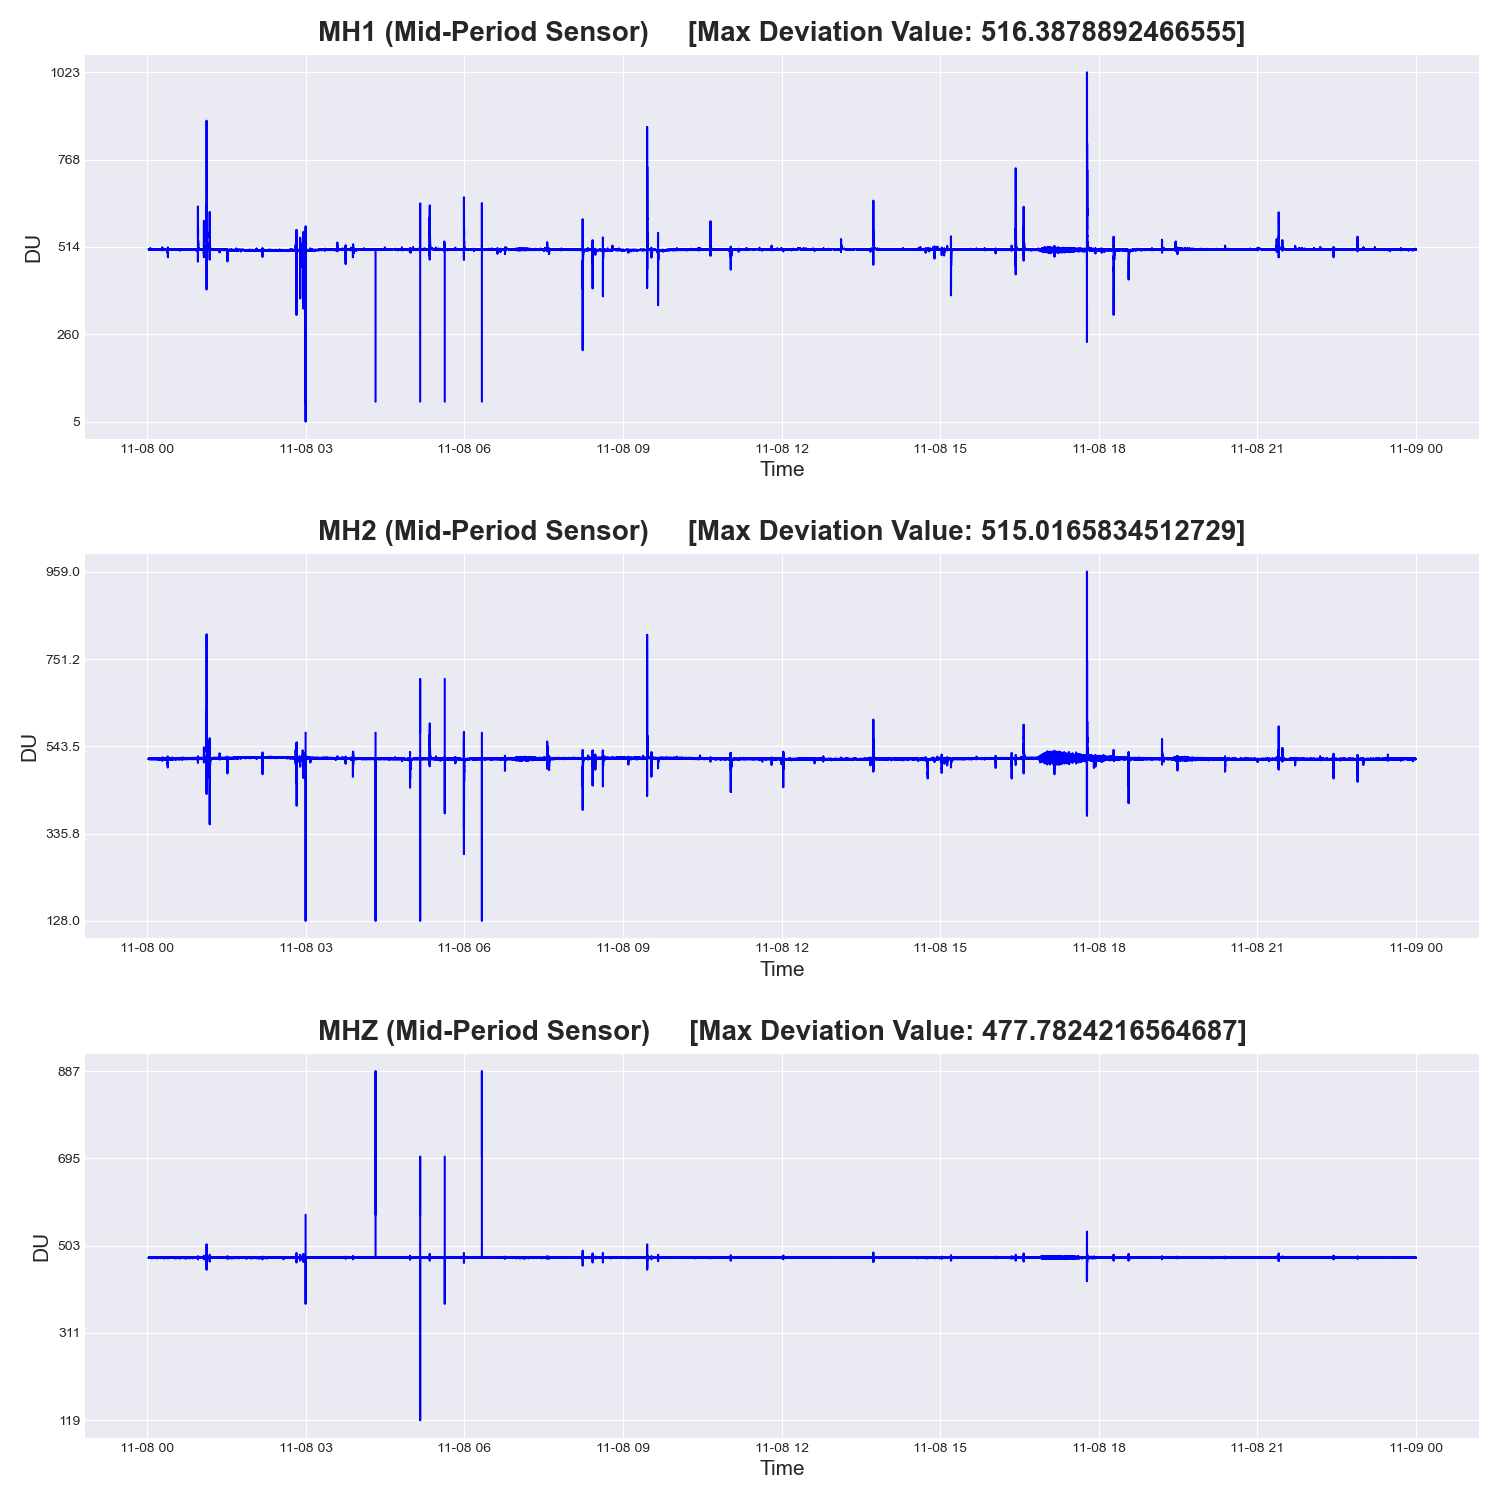 MH1 (Mid-Period Sensor) [Max Deviation Value: 516.3878892466555]
1023
768
514
260
5
DU
11-08 00 11-08 03 11-08 06 11-08 09 11-08 12 11-08 15 11-08 18 11-08 21 11-09 00
Time
MH2 (Mid-Period Sensor) [Max Deviation Value: 515.0165834512729]
959.0
751.2
543.5
335.8
128.0
DU
11-08 00 11-08 03 11-08 06 11-08 09 11-08 12 11-08 15 11-08 18 11-08 21 11-09 00
Time
MHZ (Mid-Period Sensor) [Max Deviation Value: 477.7824216564687]
887
695
503
311
119
DU
11-08 00 11-08 03 11-08 06 11-08 09 11-08 12 11-08 15 11-08 18 11-08 21 11-09 00
Time